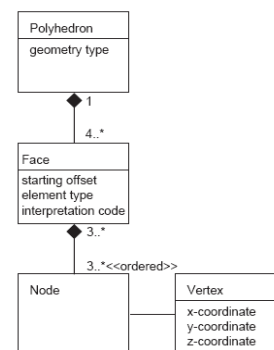 Polyhedron
geometry type
1
4..*
Face
starting offset
element type
interpretation code
3..*
3..*<<ordered>>
Node
Vertex
x-coordinate
y-coordinate
z-coordinate